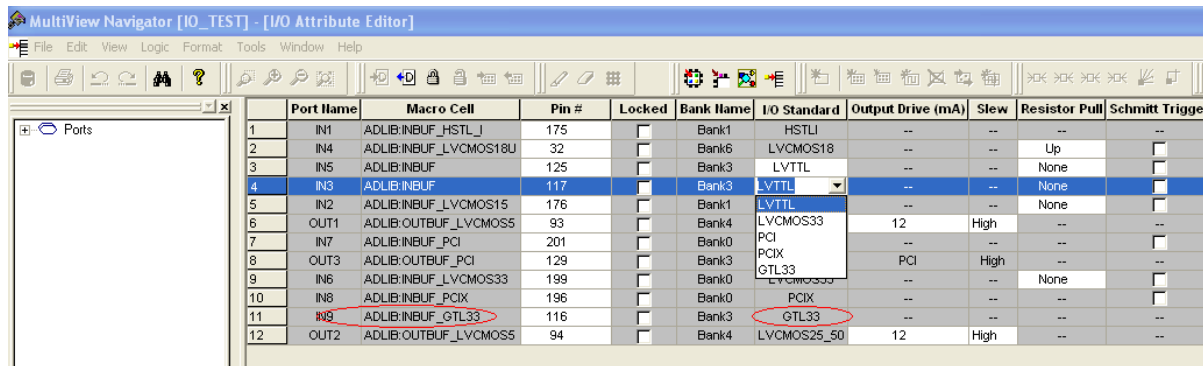 MultiView Navigator [IO_TEST] - [I/O Attribute Editor]
File Edit View Logic Format Tools Window Help
Ports
Port Name Macro Cell Pin # Locked Bank Name I/O Standard Output Drive (mA) Slew Resistor Pull Schmitt Trigge
1 IN1 ADLIB:INBUF_HSTL_I 175 Bank1 HSTLI -- -- -- --
2 IN4 ADLIB:INBUF_LVCMOS18U 32 Bank6 LVCMOS18 -- -- Up
3 IN5 ADLIB:INBUF 125 Bank3 LVTTL -- -- None
4 IN3 ADLIB:INBUF 117 Bank3 LVTTL -- -- None
5 IN2 ADLIB:INBUF_LVCMOS15 176 Bank1 LVTTL -- -- None
6 OUT1 ADLIB:OUTBUF_LVCMOS5 93 Bank4 LVCMOS33 12 High -- --
7 IN7 ADLIB:INBUF_PCI 201 Bank0 PCI -- -- --
8 OUT3 ADLIB:OUTBUF_PCI 129 Bank3 PCIX PCI High -- --
GTL33
9 IN6 ADLIB:INBUF_LVCMOS33 199 Bank0 LVCMOS33 -- -- None
10 IN8 ADLIB:INBUF_PCIX 196 Bank0 PCIX -- -- --
11 IN9 ADLIB:INBUF_GTL33 116 Bank3 GTL33 -- -- -- --
12 OUT2 ADLIB:OUTBUF_LVCMOS5 94 Bank4 LVCMOS25_50 12 High -- --